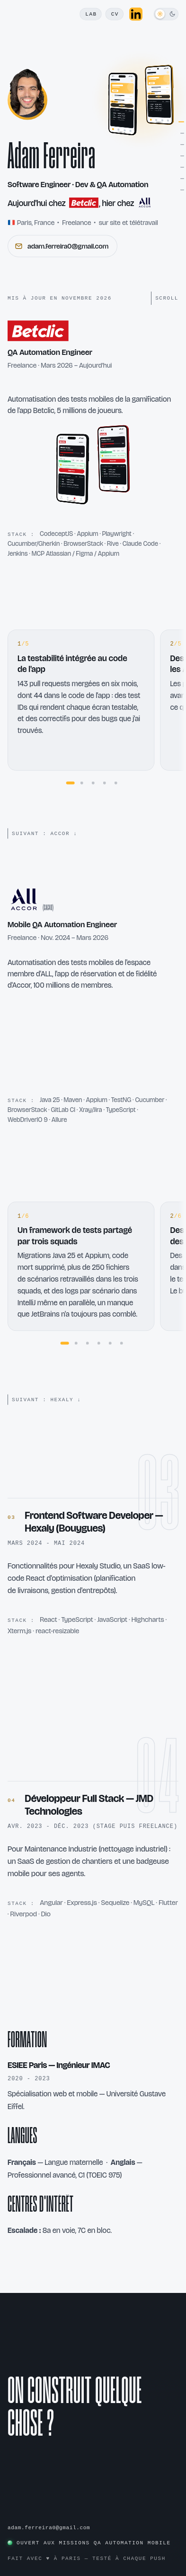 LAB CV in
Adam Ferreira
Software Engineer · Dev & QA Automation
Aujourd'hui chez Betclic, hier chez All
Paris, France • Freelance • sur site et télétravail
adam.ferreira0@gmail.com
MIS À JOUR EN NOVEMBRE 2026
SCROLL
Betclic
QA Automation Engineer
Freelance · Mars 2026 – Aujourd'hui
Automatisation des tests mobiles de la gamification
de l'app Betclic, 5 millions de joueurs.
STACK : CodeceptJS · Appium · Playwright ·
Cucumber/Gherkin · BrowserStack · Rive · Claude Code ·
Jenkins · MCP Atlassian / Figma / Appium
1/5
La testabilité intégrée au code
de l'app
143 pull requests mergées en six mois,
dont 44 dans le code de l'app : des test
IDs qui rendent chaque écran testable,
et des correctifs pour des bugs que j'ai
trouvés.
2/5
SUIVANT : ACCOR ↓
All
ACCOR
Mobile QA Automation Engineer
Freelance · Nov. 2024 – Mars 2026
Automatisation des tests mobiles de l'espace
membre d'ALL, l'app de réservation et de fidélité
d'Accor, 100 millions de membres.
STACK : Java 25 · Maven · Appium · TestNG · Cucumber ·
BrowserStack · GitLab CI · Xray/Jira · TypeScript ·
WebDriverIO 9 · Allure
1/6
Un framework de tests partagé
par trois squads
Migrations Java 25 et Appium, code
mort supprimé, plus de 250 fichiers
de scénarios retravaillés dans les trois
squads, et des logs par scénario dans
IntelliJ même en parallèle, un manque
que JetBrains n'a toujours pas comblé.
2/6
SUIVANT : HEXALY ↓
03
03 Frontend Software Developer —
Hexaly (Bouygues)
MARS 2024 - MAI 2024
Fonctionnalités pour Hexaly Studio, un SaaS low-
code React d'optimisation (planification
de livraisons, gestion d'entrepôts).
STACK : React · TypeScript · JavaScript · Highcharts ·
Xterm.js · react-resizable
04
04 Développeur Full Stack — JMD
Technologies
AVR. 2023 - DÉC. 2023 (STAGE PUIS FREELANCE)
Pour Maintenance Industrie (nettoyage industriel) :
un SaaS de gestion de chantiers et une badgeuse
mobile pour ses agents.
STACK : Angular · Express.js · Sequelize · MySQL · Flutter
· Riverpod · Dio
FORMATION
ESIEE Paris — Ingénieur IMAC
2020 - 2023
Spécialisation web et mobile — Université Gustave
Eiffel.
LANGUES
Français — Langue maternelle · Anglais —
Professionnel avancé, C1 (TOEIC 975)
CENTRES D'INTÉRÊT
Escalade : 8a en voie, 7C en bloc.
ON CONSTRUIT QUELQUE
CHOSE ?
adam.ferreira0@gmail.com
OUVERT AUX MISSIONS QA AUTOMATION MOBILE
FAIT AVEC ♥ À PARIS — TESTÉ À CHAQUE PUSH